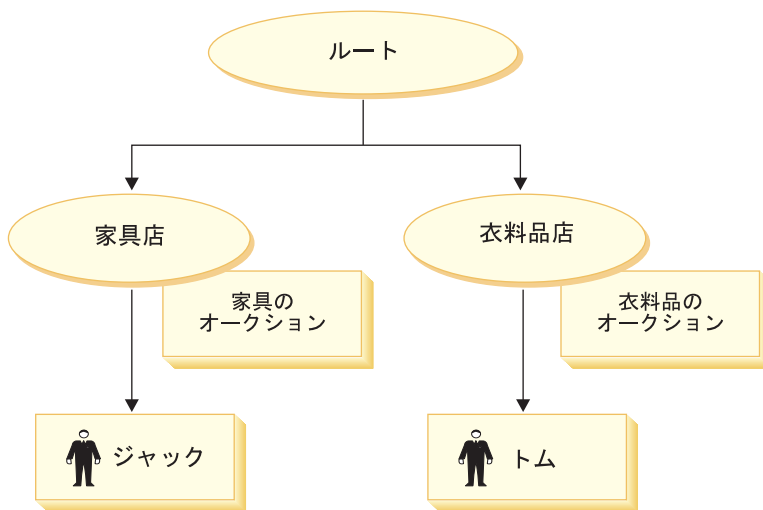 ルート
家具店
衣料品店
家具の
オークション
衣料品の
オークション
ジャック
トム